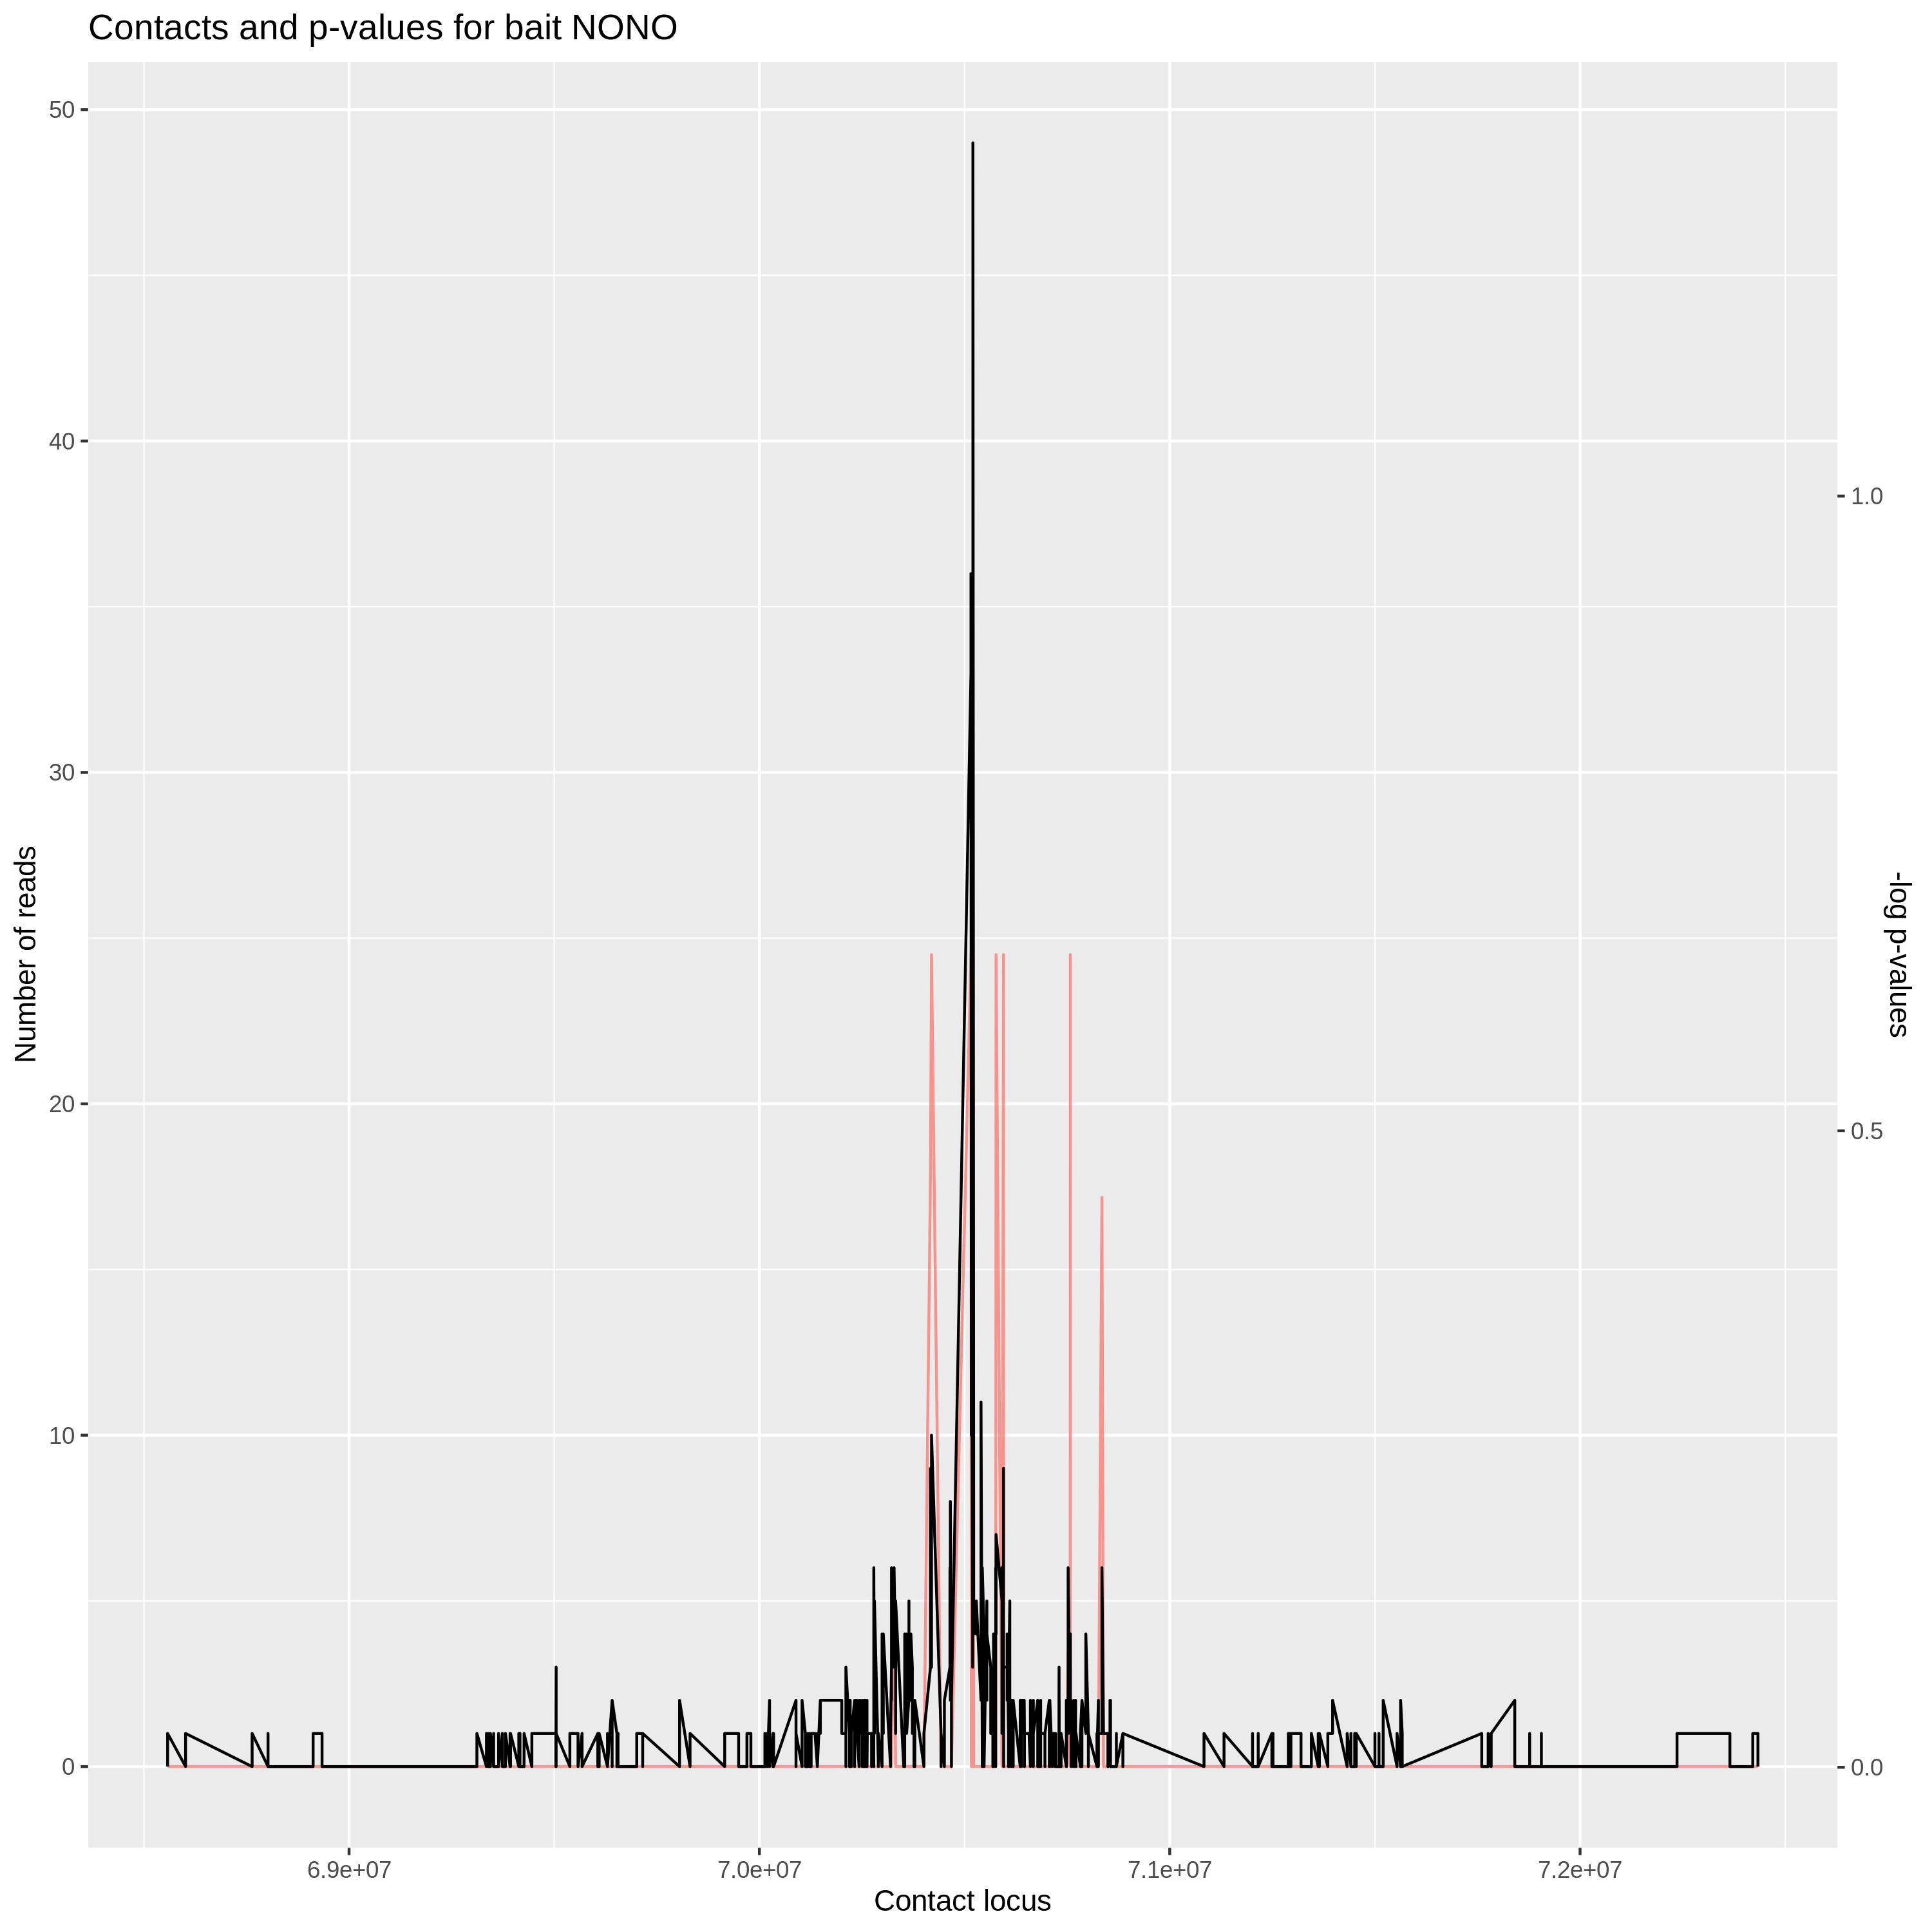 Contacts and p-values for bait NONO
50
40
30
20
10
0
Number of reads
1.0
0.5
0.0
-log p-values
6.9e+07
7.0e+07
7.1e+07
7.2e+07
Contact locus